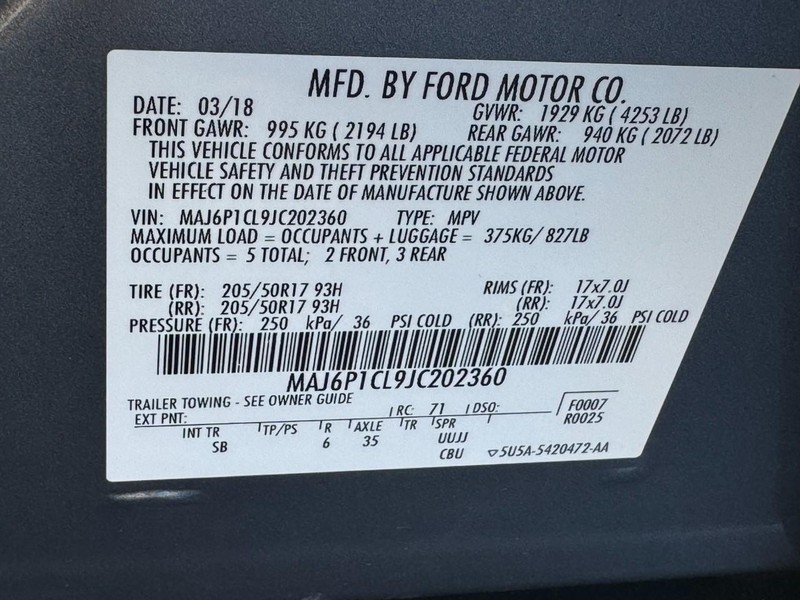 MFD. BY FORD MOTOR CO.
DATE: 03/18
GVWR: 1929 KG ( 4253 LB)
FRONT GAWR: 995 KG ( 2194 LB)
REAR GAWR: 940 KG ( 2072 LB)
THIS VEHICLE CONFORMS TO ALL APPLICABLE FEDERAL MOTOR
VEHICLE SAFETY AND THEFT PREVENTION STANDARDS
IN EFFECT ON THE DATE OF MANUFACTURE SHOWN ABOVE.
VIN: MAJ6P1CL9JC202360 TYPE: MPV
MAXIMUM LOAD = OCCUPANTS + LUGGAGE = 375KG/ 827LB
OCCUPANTS = 5 TOTAL; 2 FRONT, 3 REAR
TIRE (FR): 205/50R17 93H RIMS (FR): 17x7.0J
(RR): 205/50R17 93H (RR): 17x7.0J
PRESSURE (FR): 250 kPa/ 36 PSI COLD (RR): 250 kPa/ 36 PSI COLD
MAJ6P1CL9JC202360
TRAILER TOWING - SEE OWNER GUIDE
EXT PNT: RC: 71 DSO: F0007
R0025
INT TR TP/PS R AXLE TR SPR
SB 6 35 UUJJ
CBU ▽5U5A-5420472-AA